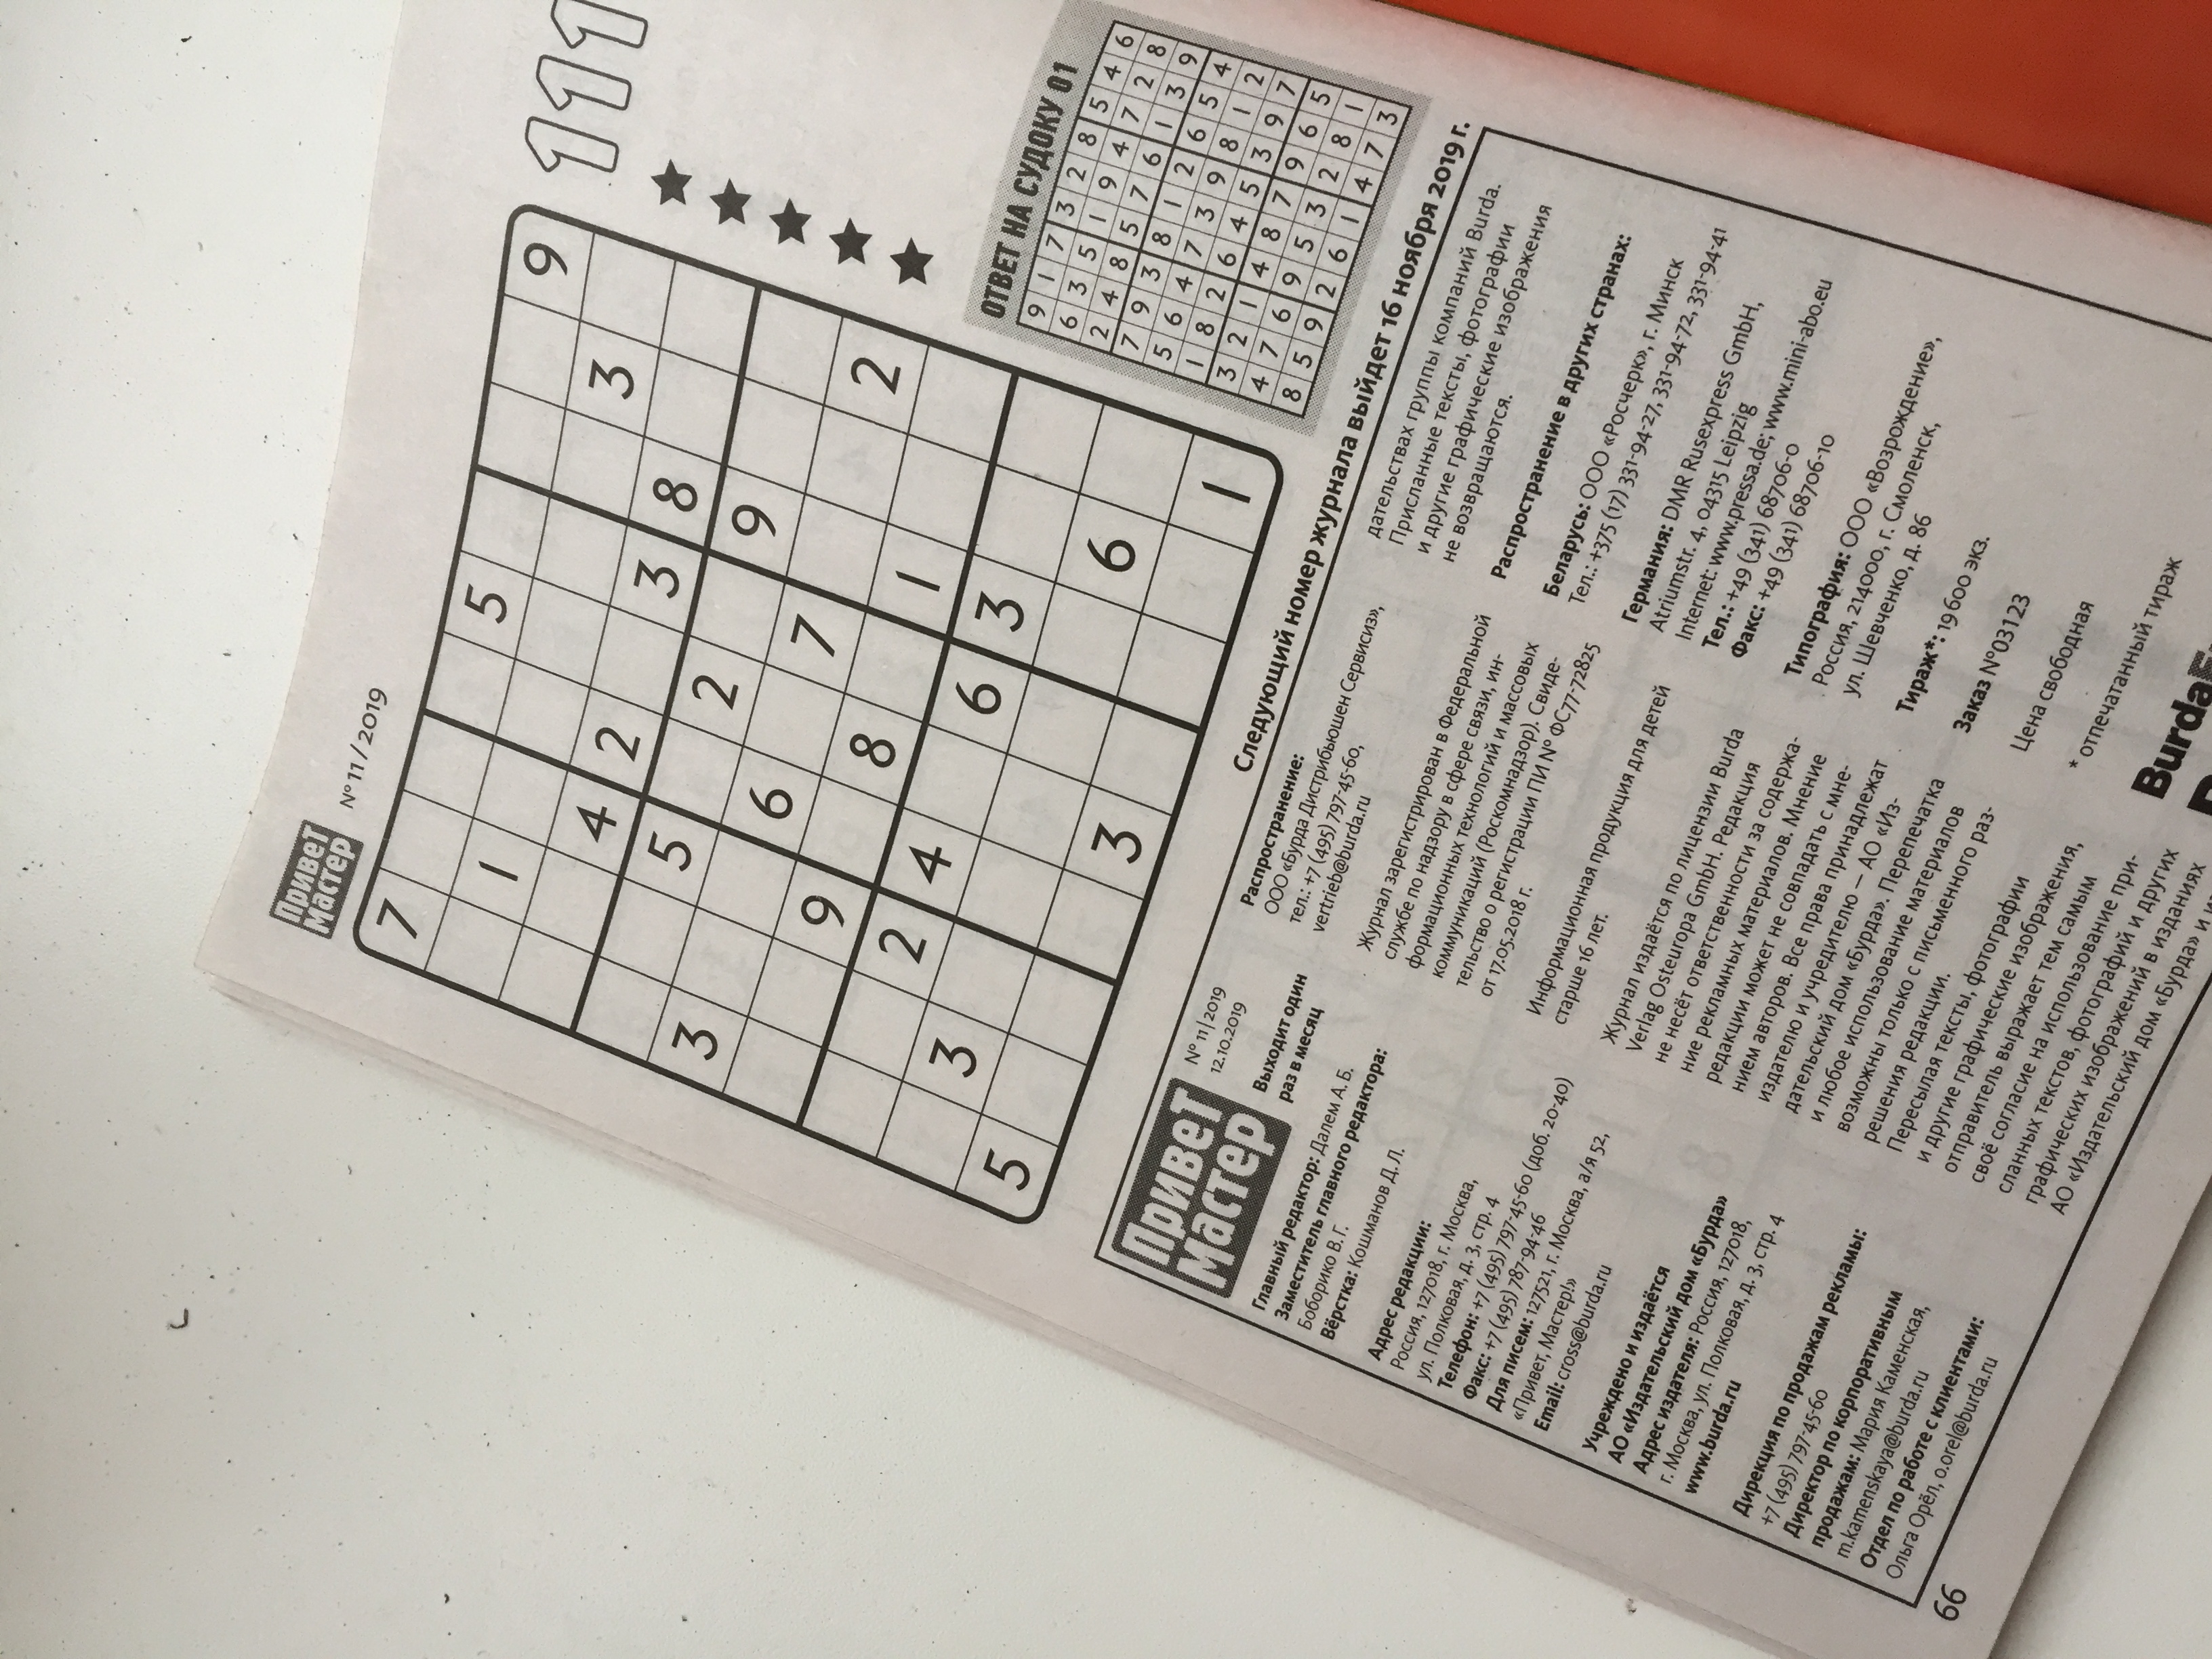 Привет
Мастер
№ 11 / 2019
111
7 5 9
1 3
4 2 3 8
5 2 9
3 6 7 2
9 8 1
2 4 6 3
3 6
5 3 1
ОТВЕТ НА СУДОКУ 01
9 1 7 3 2 8 5 4 6
6 3 5 1 9 4 7 2 8
2 4 8 5 7 6 1 3 9
7 9 3 8 1 2 6 5 4
5 6 4 7 3 9 8 1 2
1 8 2 6 4 5 3 9 7
3 2 1 4 8 7 9 6 5
4 7 6 9 5 3 2 8 1
8 5 9 2 6 1 4 7 3
Следующий номер журнала выйдет 16 ноября 2019 г.
Привет
Мастер
№ 11|2019
12.10.2019
Выходит один
раз в месяц
Главный редактор: Далем А. Б.
Заместитель главного редактора:
Боборико В. Г.
Вёрстка: Кошманов Д. Л.
Адрес редакции:
Россия, 127018, г. Москва,
ул. Полковая, д. 3, стр. 4
Телефон: +7 (495) 797-45-60 (доб. 20-40)
Факс: +7 (495) 787-94-46
Для писем: 127521, г. Москва, а/я 52,
«Привет, Мастер!»
Email: cross@burda.ru
Учреждено и издаётся
АО «Издательский дом «Бурда»
Адрес издателя: Россия, 127018,
г. Москва, ул. Полковая, д. 3, стр. 4
www.burda.ru
Дирекция по продажам рекламы:
+7 (495) 797-45-60
Директор по корпоративным
продажам: Мария Каменская,
m.kamenskaya@burda.ru
Отдел по работе с клиентами:
Ольга Орёл, o.orel@burda.ru
Распространение:
ООО «Бурда Дистрибьюшен Сервисиз»,
тел.: +7 (495) 797-45-60,
vertrieb@burda.ru
Журнал зарегистрирован в Федеральной
службе по надзору в сфере связи, ин-
формационных технологий и массовых
коммуникаций (Роскомнадзор). Свиде-
тельство о регистрации ПИ № ФС77-72825
от 17.05.2018 г.
Информационная продукция для детей
старше 16 лет.
Журнал издаётся по лицензии Burda
Verlag Osteuropa GmbH. Редакция
не несёт ответственности за содержа-
ние рекламных материалов. Мнение
редакции может не совпадать с мне-
нием авторов. Все права принадлежат
издателю и учредителю — АО «Из-
дательский дом «Бурда». Перепечатка
и любое использование материалов
возможны только с письменного раз-
решения редакции.
Пересылая тексты, фотографии
и другие графические изображения,
отправитель выражает тем самым
своё согласие на использование при-
сланных текстов, фотографий и других
графических изображений в изданиях
АО «Издательский дом «Бурда» и
дательствах группы компаний Burda.
Присланные тексты, фотографии
и другие графические изображения
не возвращаются.
Распространение в других странах:
Беларусь: ООО «Росчерк», г. Минск
Тел.: +375 (17) 331-94-27, 331-94-72, 331-94-41
Германия: DMR Rusexpress GmbH,
Atriumstr. 4, 04315 Leipzig
Internet: www.pressa.de; www.mini-abo.eu
Тел.: +49 (341) 68706-0
Факс: +49 (341) 68706-10
Типография: ООО «Возрождение»,
Россия, 214000, г. Смоленск,
ул. Шевченко, д. 86
Тираж*: 19 600 экз.
Заказ №03123
Цена свободная
* отпечатанный тираж
Burda
66